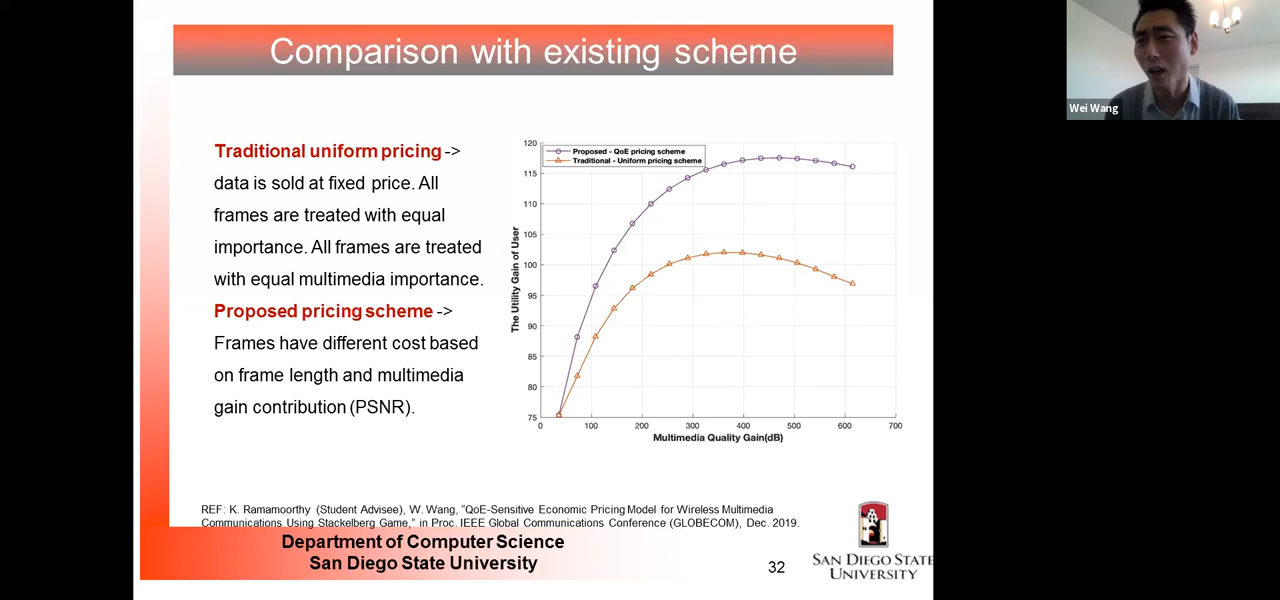 Comparison with existing scheme
Wei Wang
Traditional uniform pricing ->
data is sold at fixed price. All
frames are treated with equal
importance. All frames are treated
with equal multimedia importance.
Proposed pricing scheme ->
Frames have different cost based
on frame length and multimedia
gain contribution (PSNR).
Proposed - QoE pricing scheme
Traditional - Uniform pricing scheme
The Utility Gain of User
120
115
110
105
100
95
90
85
80
75
0 100 200 300 400 500 600 700
Multimedia Quality Gain(dB)
REF: K. Ramamoorthy (Student Advisee), W. Wang, "QoE-Sensitive Economic Pricing Model for Wireless Multimedia
Communications Using Stackelberg Game," in Proc. IEEE Global Communications Conference (GLOBECOM), Dec. 2019.
Department of Computer Science
San Diego State University
32
SAN DIEGO STATE
UNIVERSITY